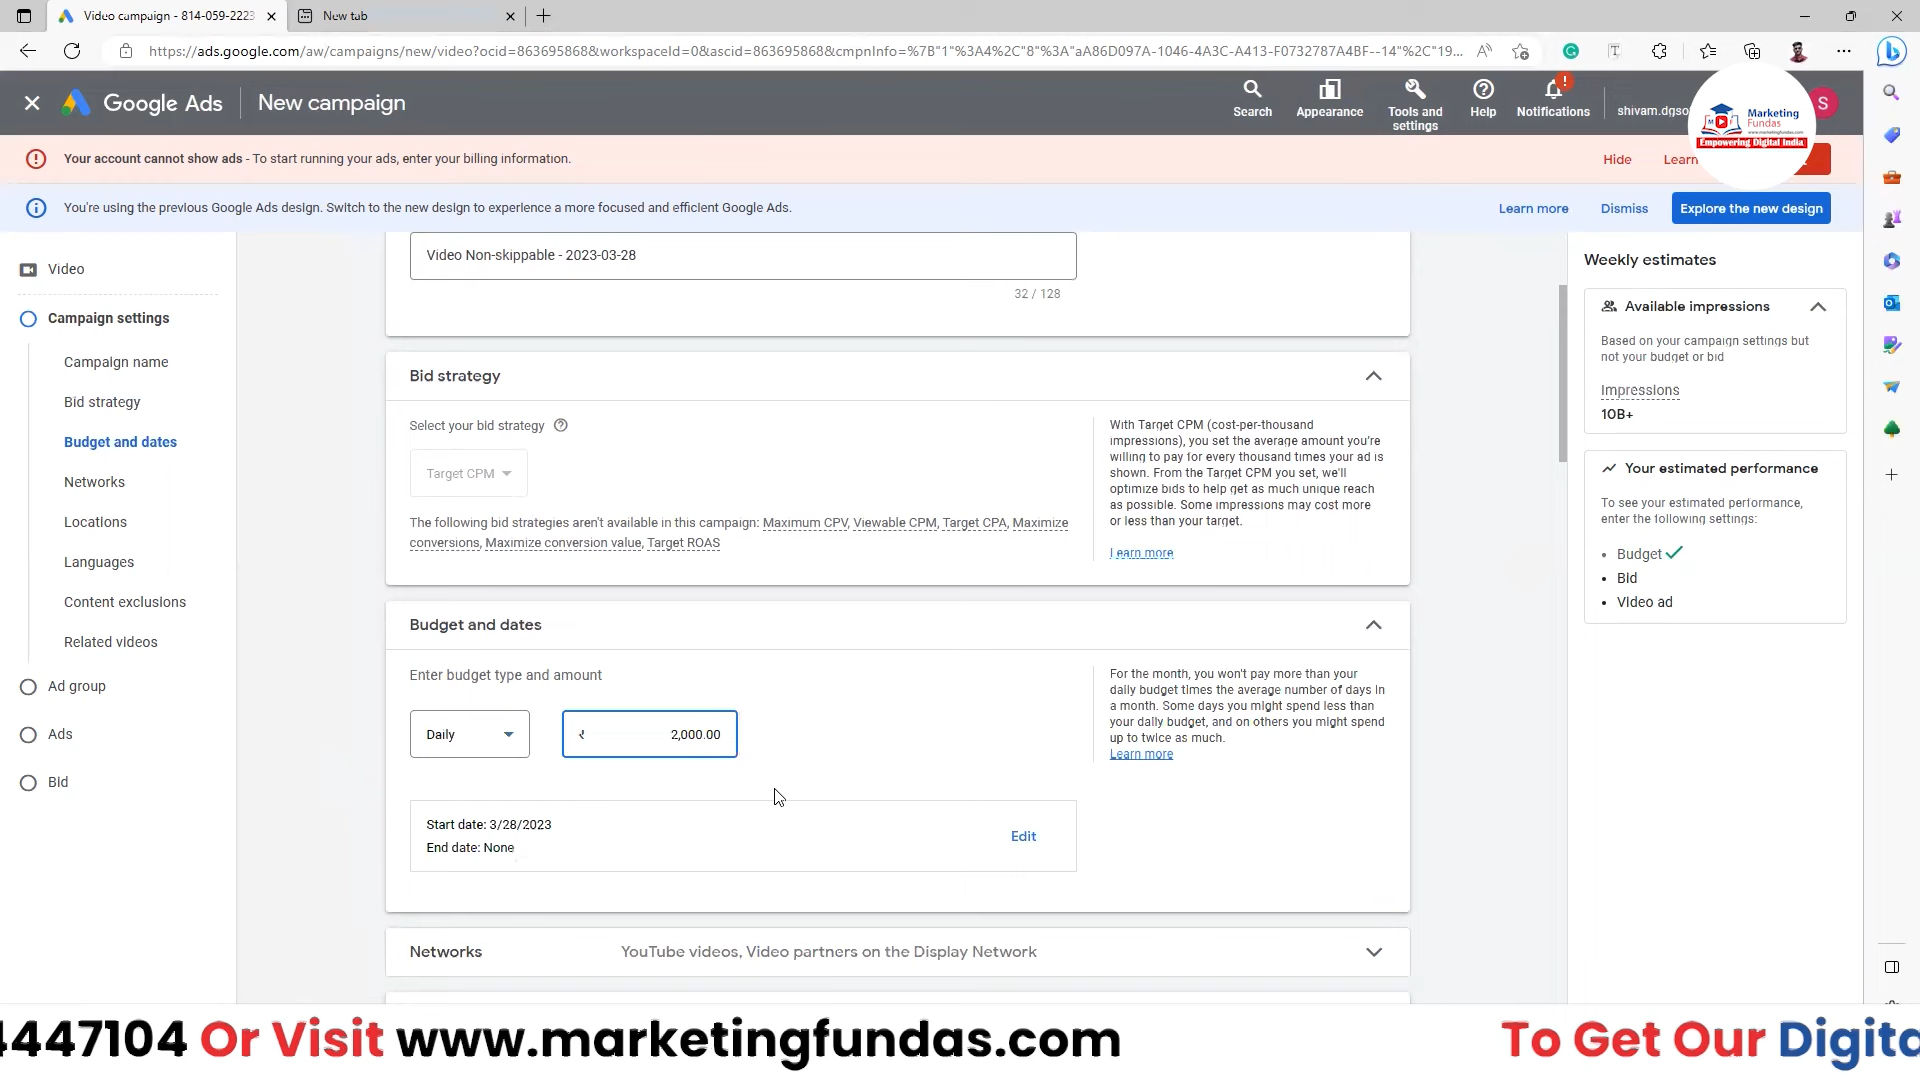 Video campaign - 814-059-2223
New tab
https://ads.google.com/aw/campaigns/new/video?ocid=863695868&workspaceId=0&ascid=863695868&cmpnInfo=%7B"1"%3A4%2C"8"%3A"aA86D097A-1046-4A3C-A413-F0732787A4BF--14"%2C"19...
Google Ads
New campaign
Search
Appearance
Tools and
settings
Help
Notifications
shivam.dgso
S
Marketing
Fundas
www.marketingfundas.com
Empowering Digital India
Your account cannot show ads - To start running your ads, enter your billing information.
Hide
Learn
You're using the previous Google Ads design. Switch to the new design to experience a more focused and efficient Google Ads.
Learn more
Dismiss
Explore the new design
Video
Campaign settings
Campaign name
Bid strategy
Budget and dates
Networks
Locations
Languages
Content exclusions
Related videos
Ad group
Ads
Bid
Video Non-skippable - 2023-03-28
32 / 128
Bid strategy
Select your bid strategy
Target CPM
The following bid strategies aren't available in this campaign: Maximum CPV, Viewable CPM, Target CPA, Maximize
conversions, Maximize conversion value, Target ROAS
With Target CPM (cost-per-thousand
impressions), you set the average amount you're
willing to pay for every thousand times your ad is
shown. From the Target CPM you set, we'll
optimize bids to help get as much unique reach
as possible. Some impressions may cost more
or less than your target.
Learn more
Budget and dates
Enter budget type and amount
Daily
₹ 2,000.00
For the month, you won't pay more than your
daily budget times the average number of days in
a month. Some days you might spend less than
your daily budget, and on others you might spend
up to twice as much.
Learn more
Start date: 3/28/2023
End date: None
Edit
Networks
YouTube videos, Video partners on the Display Network
Weekly estimates
Available impressions
Based on your campaign settings but
not your budget or bid
Impressions
10B+
Your estimated performance
To see your estimated performance,
enter the following settings:
• Budget
• Bid
• Video ad
4447104 Or Visit www.marketingfundas.com
To Get Our Digita